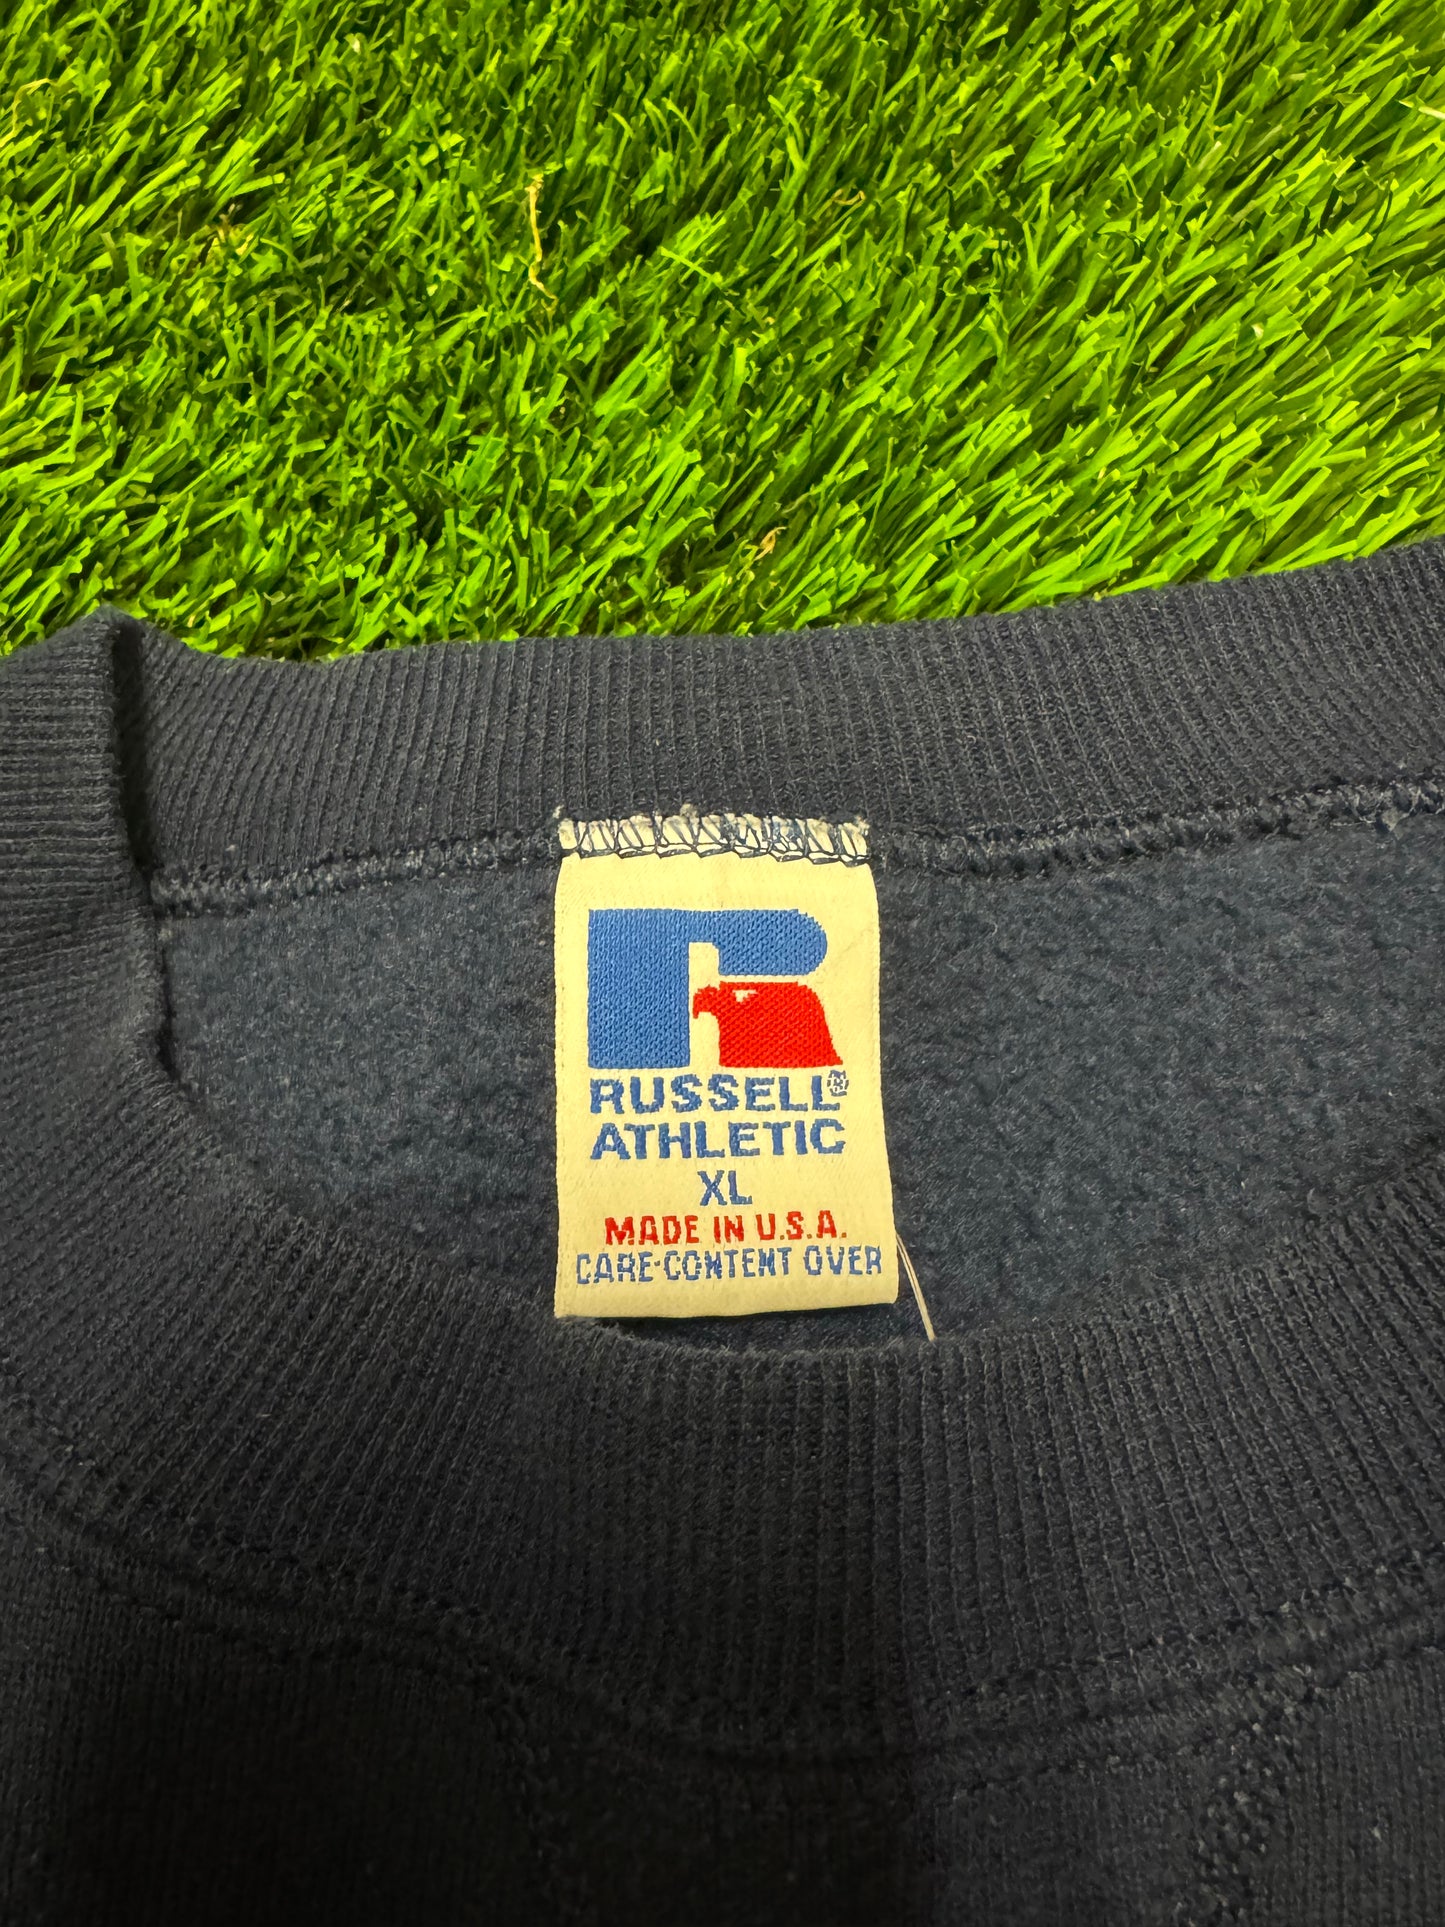 RUSSELL®
ATHLETIC
XL
MADE IN U.S.A.
CARE·CONTENT OVER